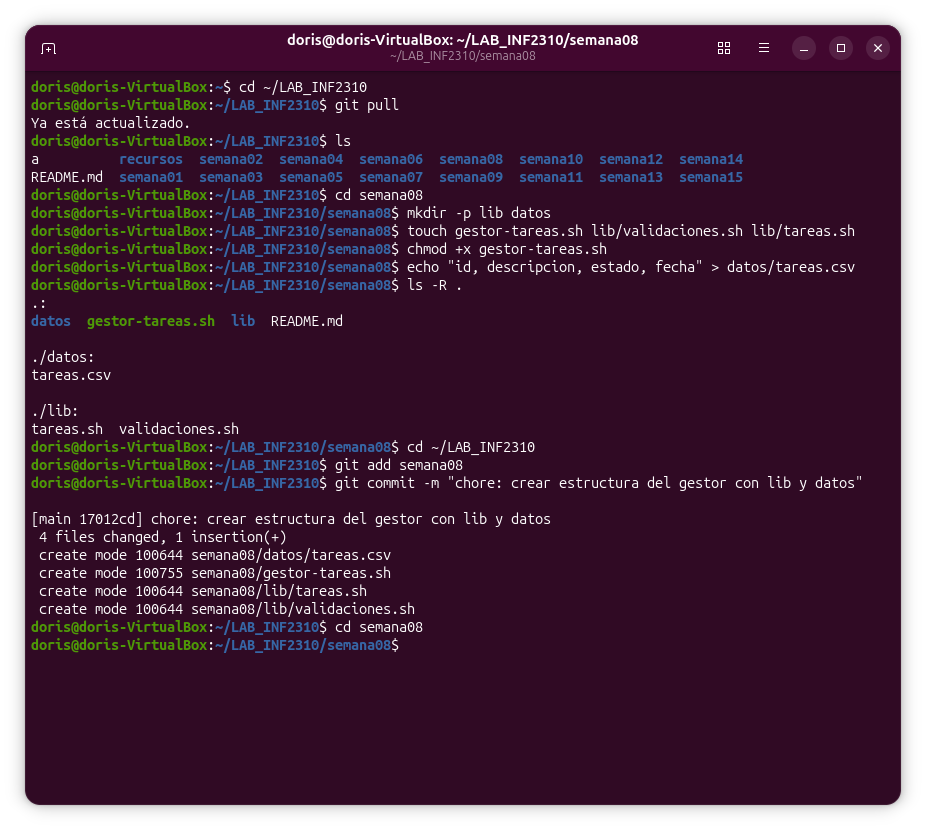 doris@doris-VirtualBox: ~/LAB_INF2310/semana08
~/LAB_INF2310/semana08
doris@doris-VirtualBox:~$ cd ~/LAB_INF2310
doris@doris-VirtualBox:~/LAB_INF2310$ git pull
Ya está actualizado.
doris@doris-VirtualBox:~/LAB_INF2310$ ls
a          recursos  semana02  semana04  semana06  semana08  semana10  semana12  semana14
README.md  semana01  semana03  semana05  semana07  semana09  semana11  semana13  semana15
doris@doris-VirtualBox:~/LAB_INF2310$ cd semana08
doris@doris-VirtualBox:~/LAB_INF2310/semana08$ mkdir -p lib datos
doris@doris-VirtualBox:~/LAB_INF2310/semana08$ touch gestor-tareas.sh lib/validaciones.sh lib/tareas.sh
doris@doris-VirtualBox:~/LAB_INF2310/semana08$ chmod +x gestor-tareas.sh
doris@doris-VirtualBox:~/LAB_INF2310/semana08$ echo "id, descripcion, estado, fecha" > datos/tareas.csv
doris@doris-VirtualBox:~/LAB_INF2310/semana08$ ls -R .
.:
datos  gestor-tareas.sh  lib  README.md

./datos:
tareas.csv

./lib:
tareas.sh  validaciones.sh
doris@doris-VirtualBox:~/LAB_INF2310/semana08$ cd ~/LAB_INF2310
doris@doris-VirtualBox:~/LAB_INF2310$ git add semana08
doris@doris-VirtualBox:~/LAB_INF2310$ git commit -m "chore: crear estructura del gestor con lib y datos"

[main 17012cd] chore: crear estructura del gestor con lib y datos
 4 files changed, 1 insertion(+)
 create mode 100644 semana08/datos/tareas.csv
 create mode 100755 semana08/gestor-tareas.sh
 create mode 100644 semana08/lib/tareas.sh
 create mode 100644 semana08/lib/validaciones.sh
doris@doris-VirtualBox:~/LAB_INF2310$ cd semana08
doris@doris-VirtualBox:~/LAB_INF2310/semana08$